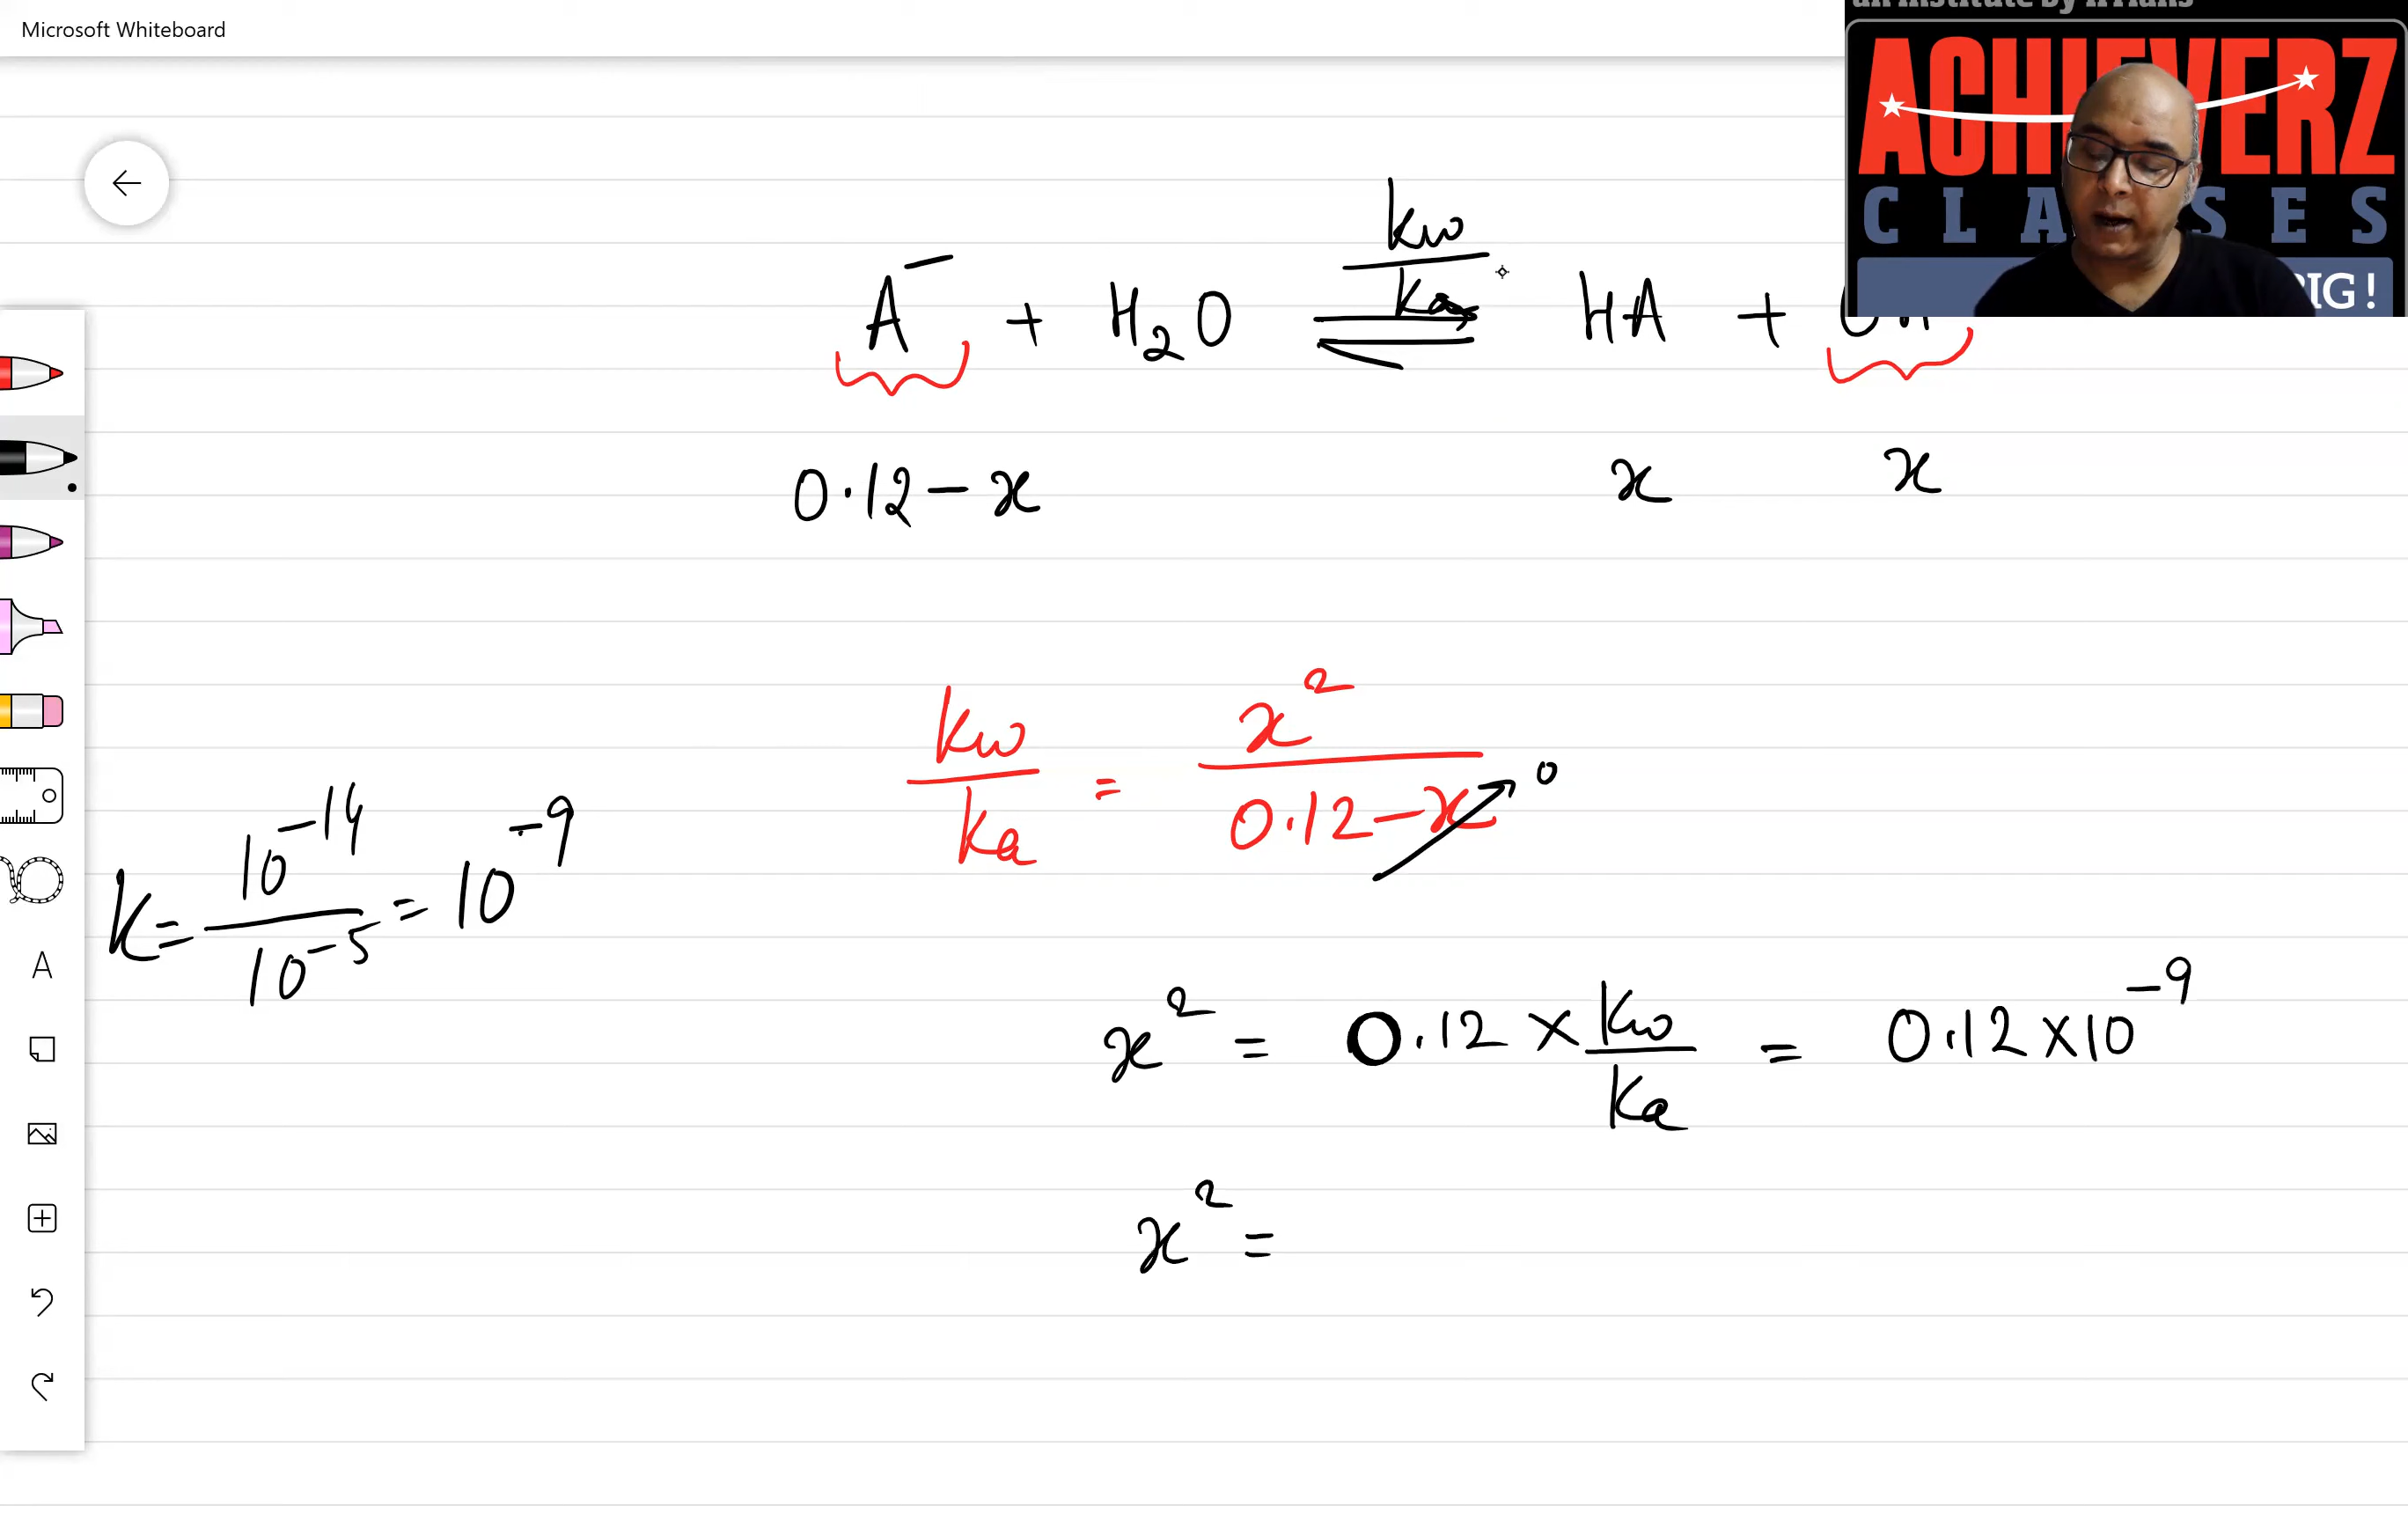 Microsoft Whiteboard
ACHIEVERZ
CLASSES
BIG!
kw
A⁻ + H₂O ⇌ HA + OH
ka
0.12 − x x x
kw/ka = x²/(0.12 − x) 0
k = 10⁻¹⁴/10⁻⁵ = 10⁻⁹
x² = 0.12 × kw/ka = 0.12 × 10⁻⁹
x² =
A